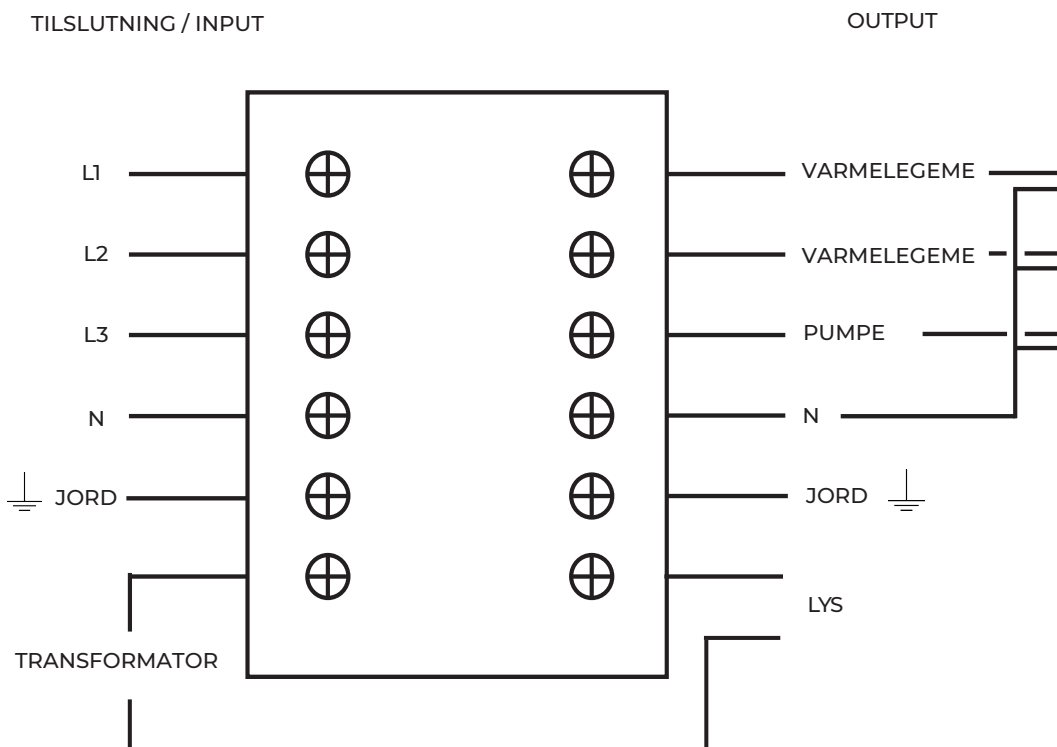 TILSLUTNING / INPUT
OUTPUT
L1
VARMELEGEME
L2
VARMELEGEME
L3
PUMPE
N
N
JORD
JORD
LYS
TRANSFORMATOR